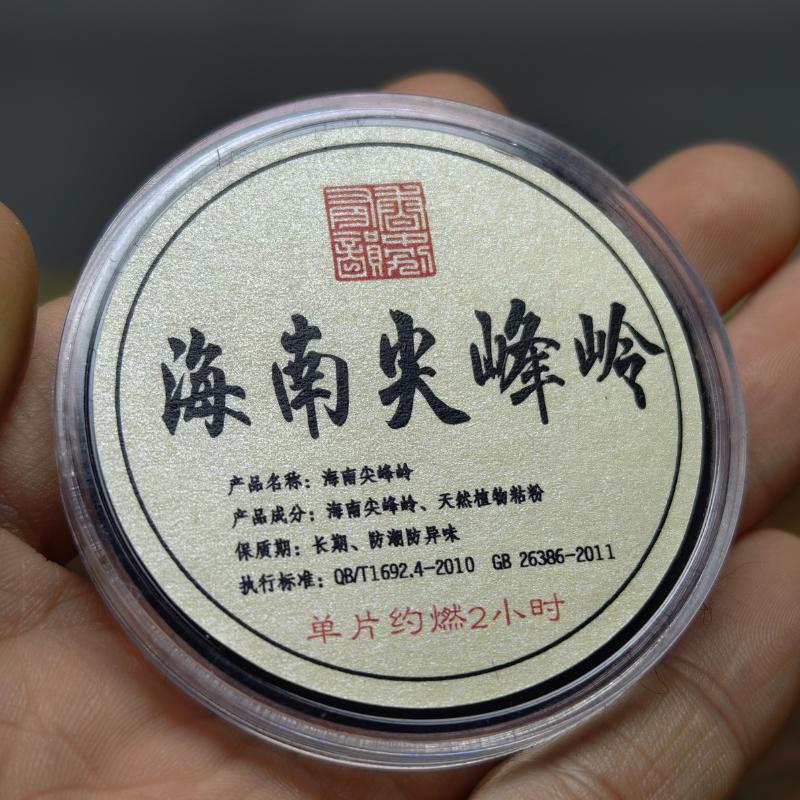 海南尖峰岭
产品名称：海南尖峰岭
产品成分：海南尖峰岭、天然植物粘粉
保质期：长期、防潮防异味
执行标准：QB/T1692.4-2010 GB 26386-2011
单片约燃2小时